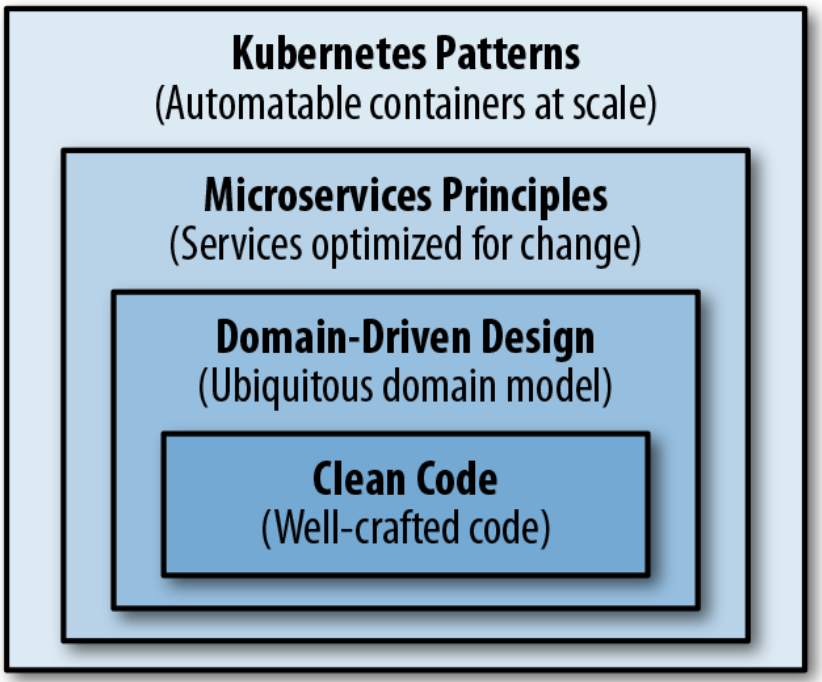 Kubernetes Patterns
(Automatable containers at scale)
Microservices Principles
(Services optimized for change)
Domain-Driven Design
(Ubiquitous domain model)
Clean Code
(Well-crafted code)